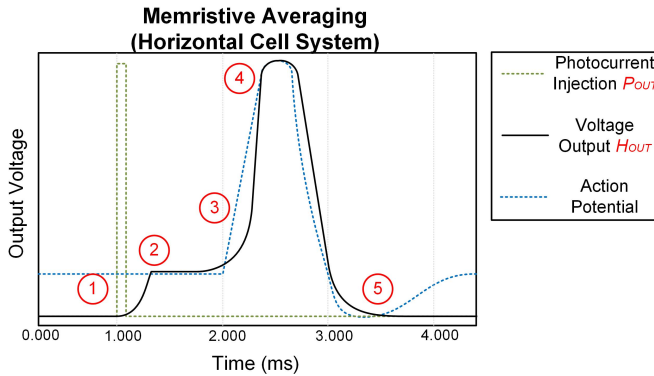 Memristive Averaging
(Horizontal Cell System)
Output Voltage
1
2
3
4
5
0.000
1.000
2.000
3.000
4.000
Time (ms)
Photocurrent
Injection POUT
Voltage
Output HOUT
Action
Potential